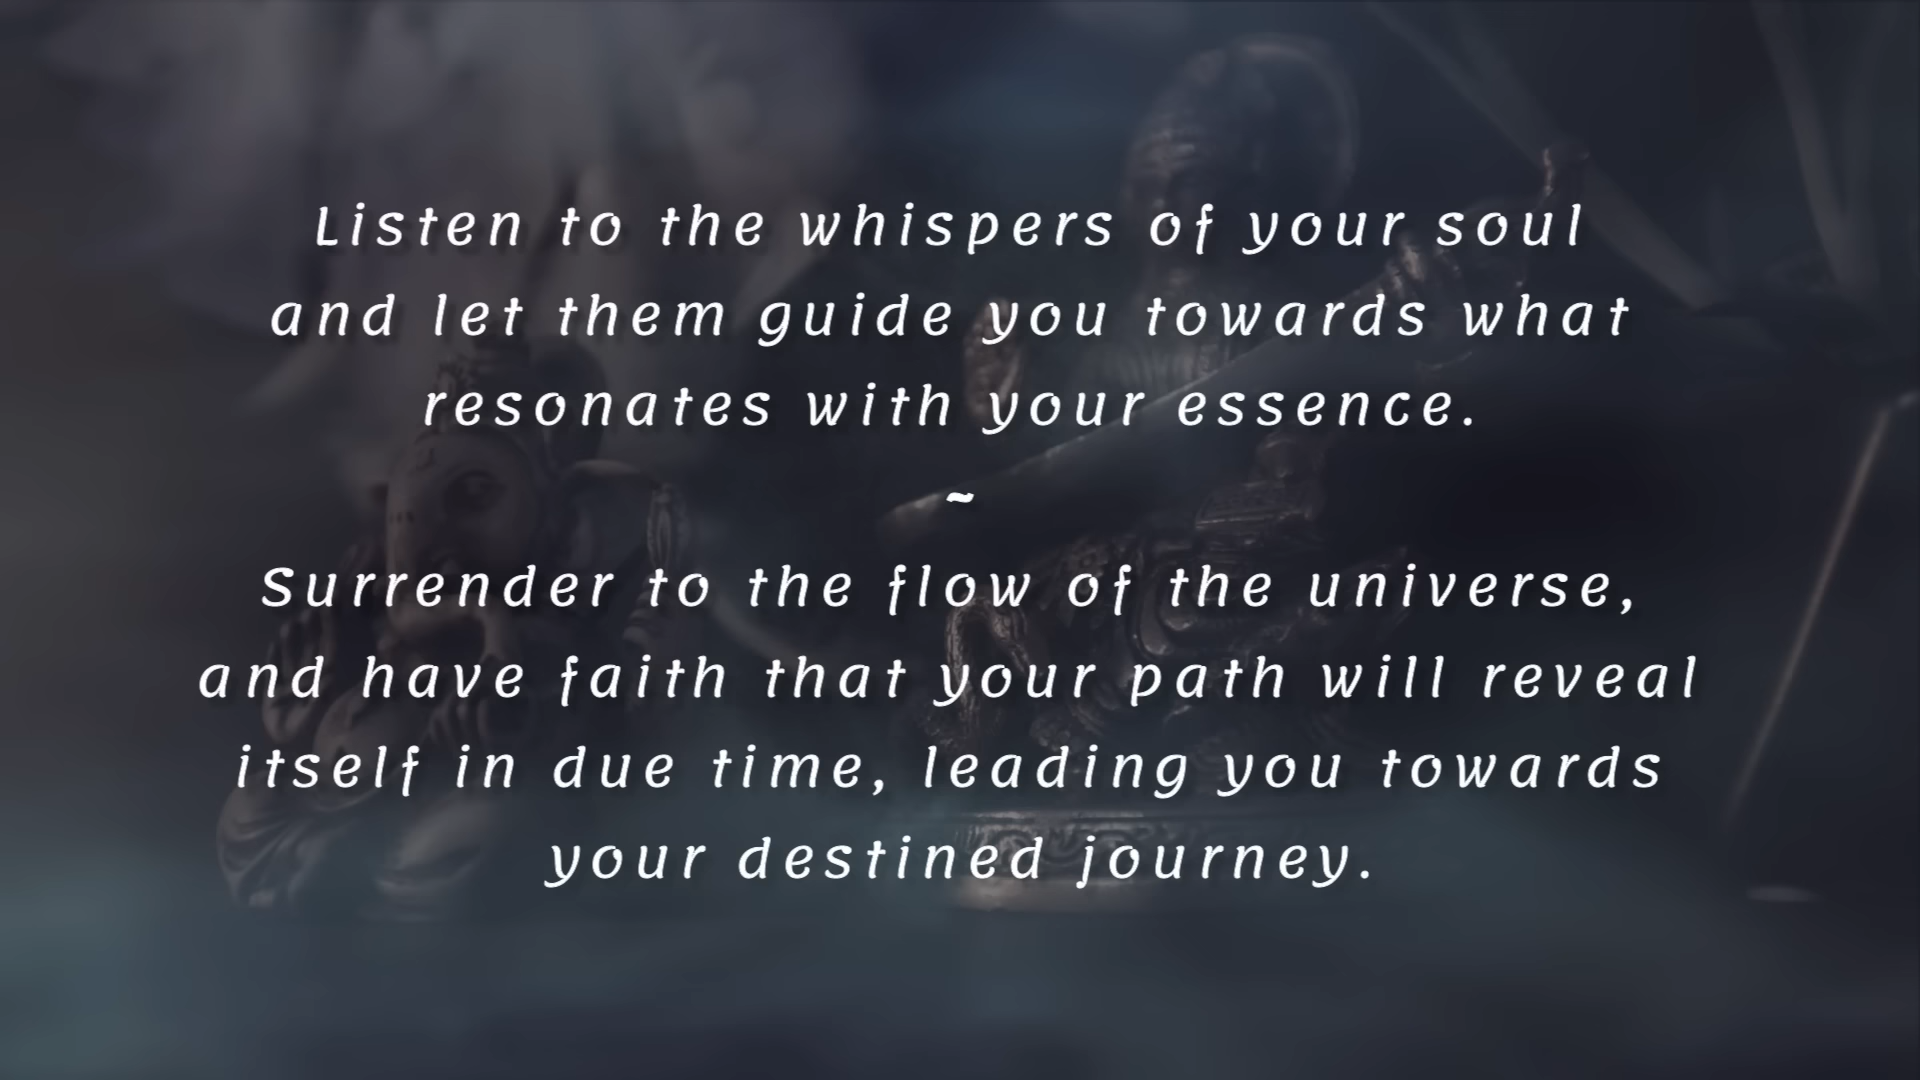 Listen to the whispers of your soul
and let them guide you towards what
resonates with your essence.
~
Surrender to the flow of the universe,
and have faith that your path will reveal
itself in due time, leading you towards
your destined journey.